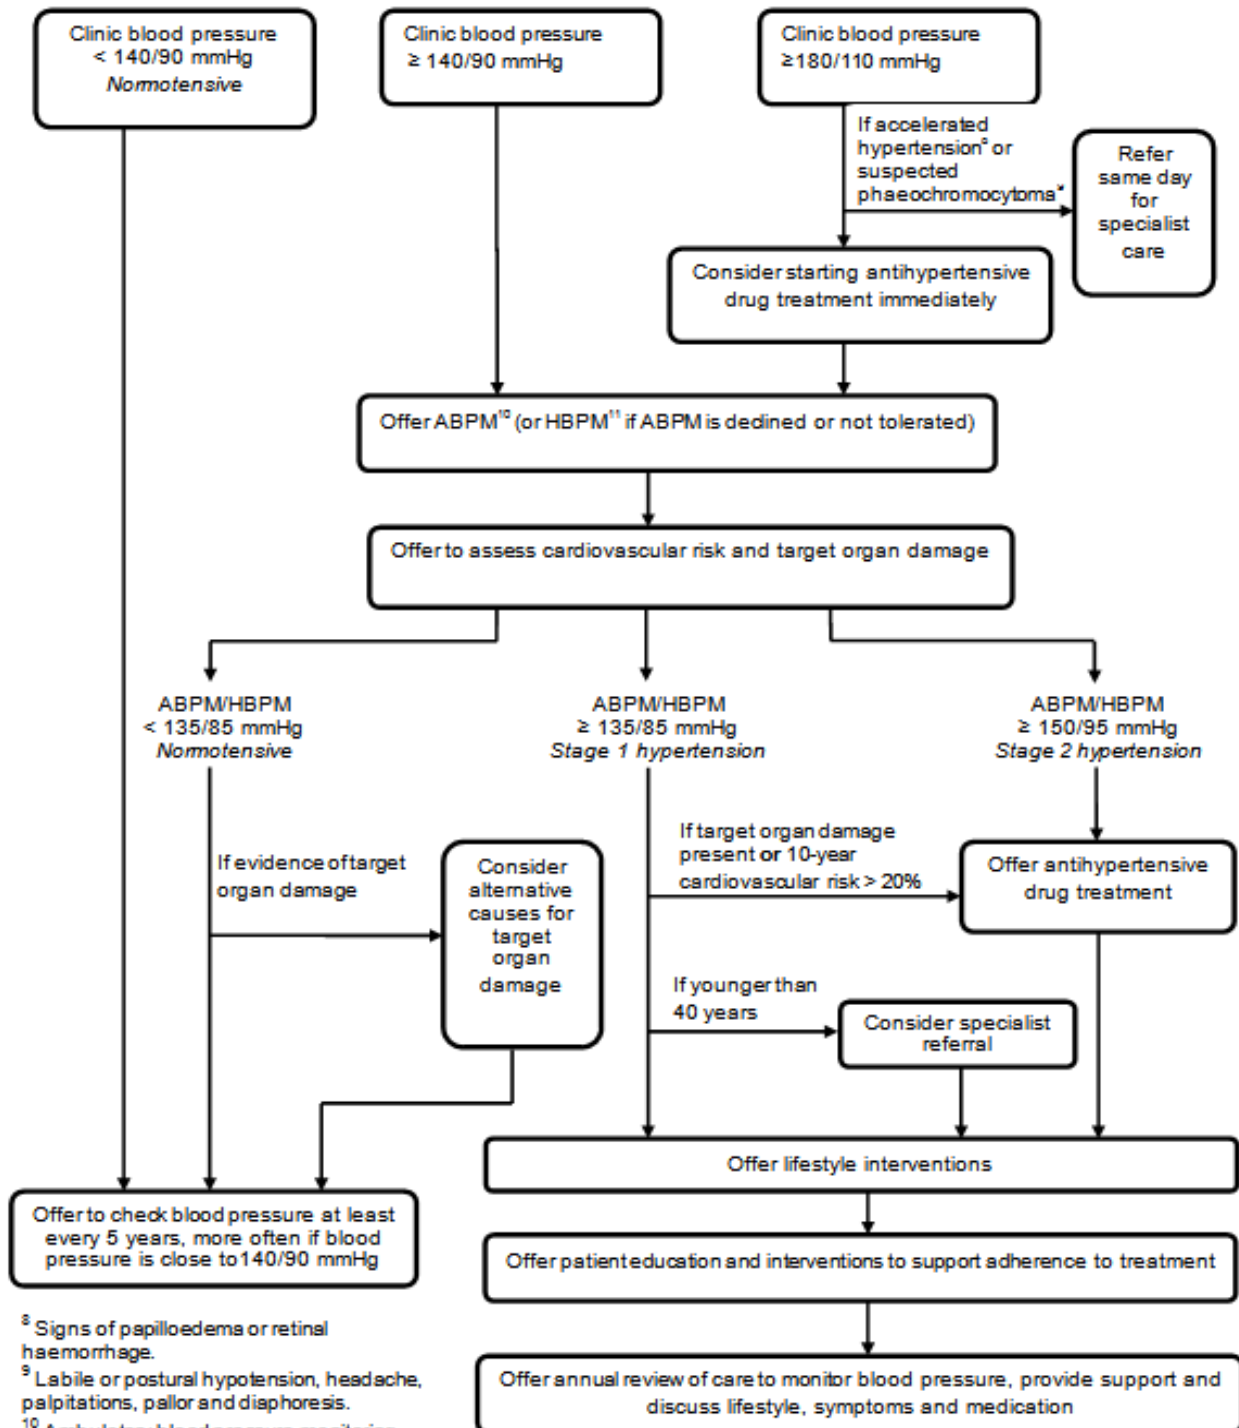 Clinic blood pressure
< 140/90 mmHg
Normotensive
Clinic blood pressure
≥ 140/90 mmHg
Clinic blood pressure
≥180/110 mmHg
If accelerated
hypertension⁸ or
suspected
phaeochromocytoma⁹
Refer
same day
for
specialist
care
Consider starting antihypertensive
drug treatment immediately
Offer ABPM¹⁰ (or HBPM¹¹ if ABPM is declined or not tolerated)
Offer to assess cardiovascular risk and target organ damage
ABPM/HBPM
< 135/85 mmHg
Normotensive
ABPM/HBPM
≥ 135/85 mmHg
Stage 1 hypertension
ABPM/HBPM
≥ 150/95 mmHg
Stage 2 hypertension
If evidence of target
organ damage
Consider
alternative
causes for
target
organ
damage
If target organ damage
present or 10-year
cardiovascular risk > 20%
Offer antihypertensive
drug treatment
If younger than
40 years
Consider specialist
referral
Offer lifestyle interventions
Offer to check blood pressure at least
every 5 years, more often if blood
pressure is close to 140/90 mmHg
Offer patient education and interventions to support adherence to treatment
Offer annual review of care to monitor blood pressure, provide support and
discuss lifestyle, symptoms and medication
⁸ Signs of papilloedema or retinal
haemorrhage.
⁹ Labile or postural hypotension, headache,
palpitations, pallor and diaphoresis.
¹⁰ Ambulatory blood pressure monitoring